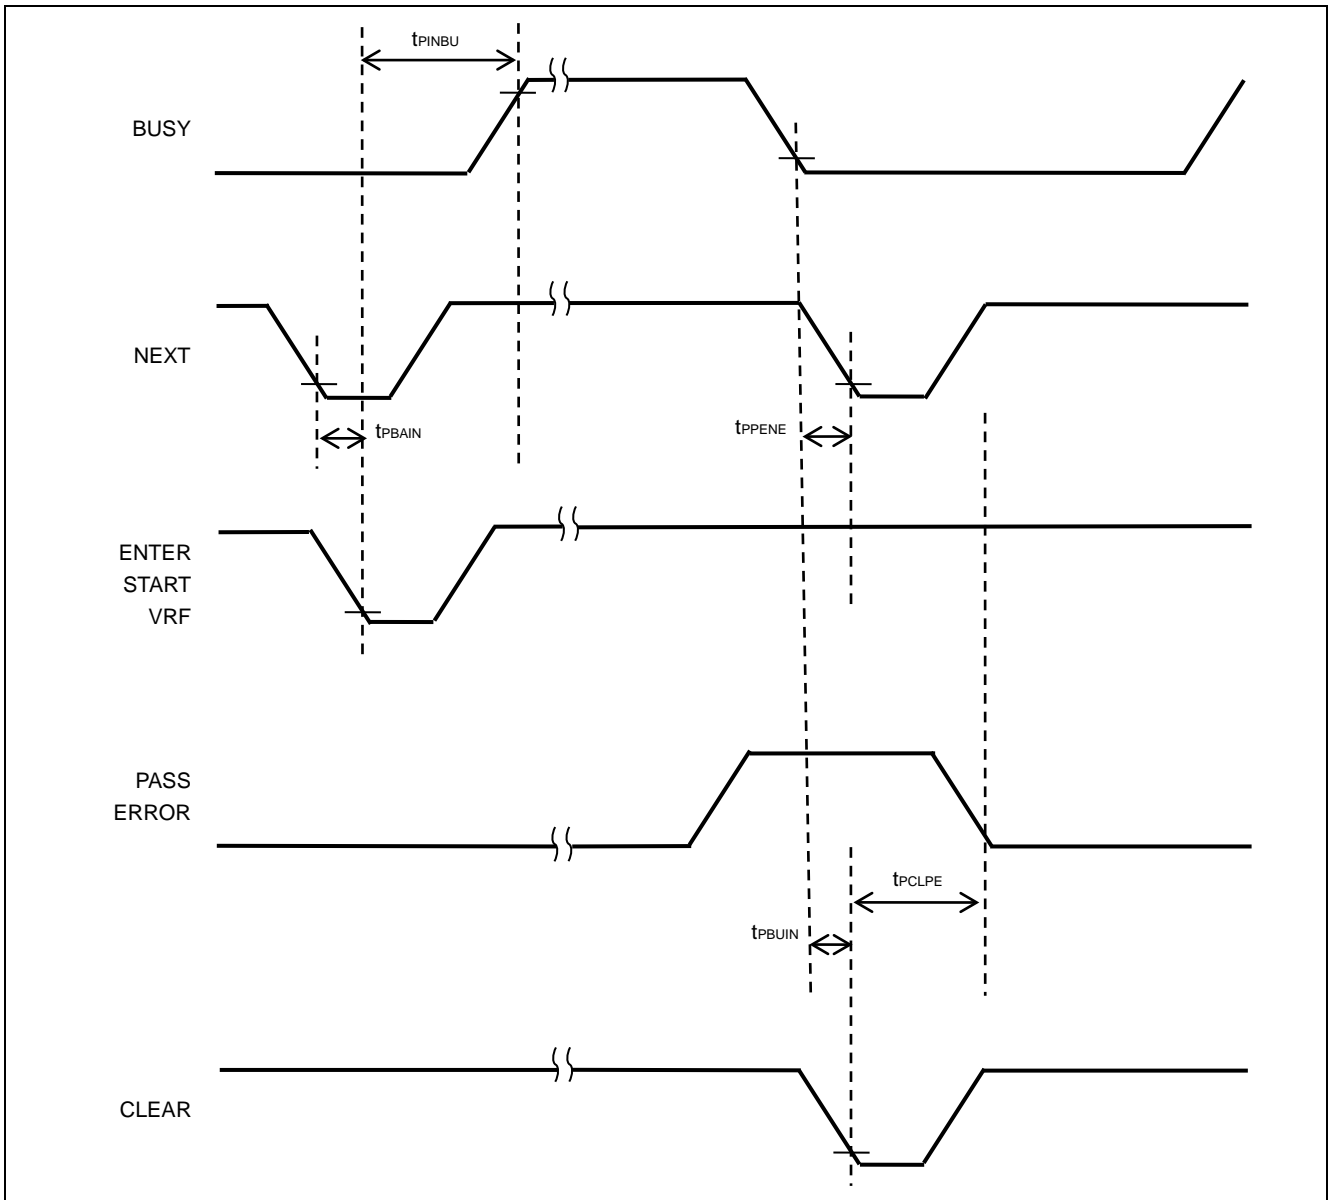 tPINBU
BUSY
NEXT
tPBAIN
tPPENE
ENTER
START
VRF
PASS
ERROR
tPCLPE
tPBUIN
CLEAR